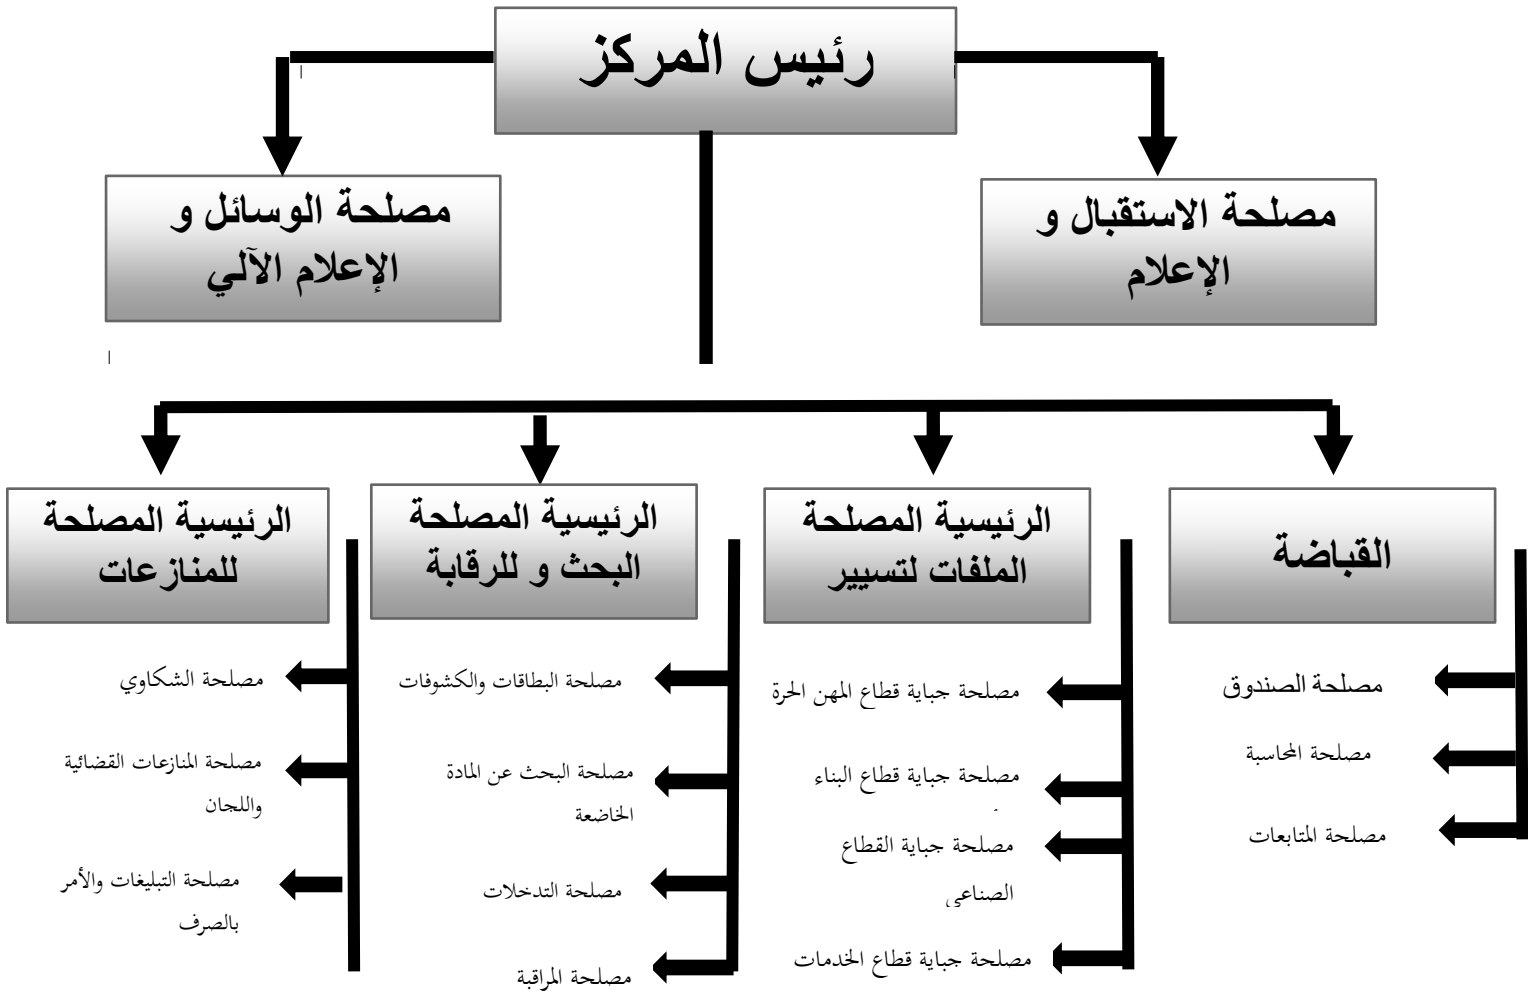 رئيس المركز
مصلحة الاستقبال و
الإعلام
مصلحة الوسائل و
الإعلام الآلي
القباضة
مصلحة الصندوق
مصلحة المحاسبة
مصلحة المتابعات
الرئيسية المصلحة
الملفات لتسيير
مصلحة جباية قطاع المهن الحرة
مصلحة جباية قطاع البناء
مصلحة جباية القطاع
الصناعي
مصلحة جباية قطاع الخدمات
الرئيسية المصلحة
البحث و للرقابة
مصلحة البطاقات والكشوفات
مصلحة البحث عن المادة
الخاضعة
مصلحة التدخلات
مصلحة المراقبة
الرئيسية المصلحة
للمنازعات
مصلحة الشكاوي
مصلحة المنازعات القضائية
واللجان
مصلحة التبليغات والأمر
بالصرف